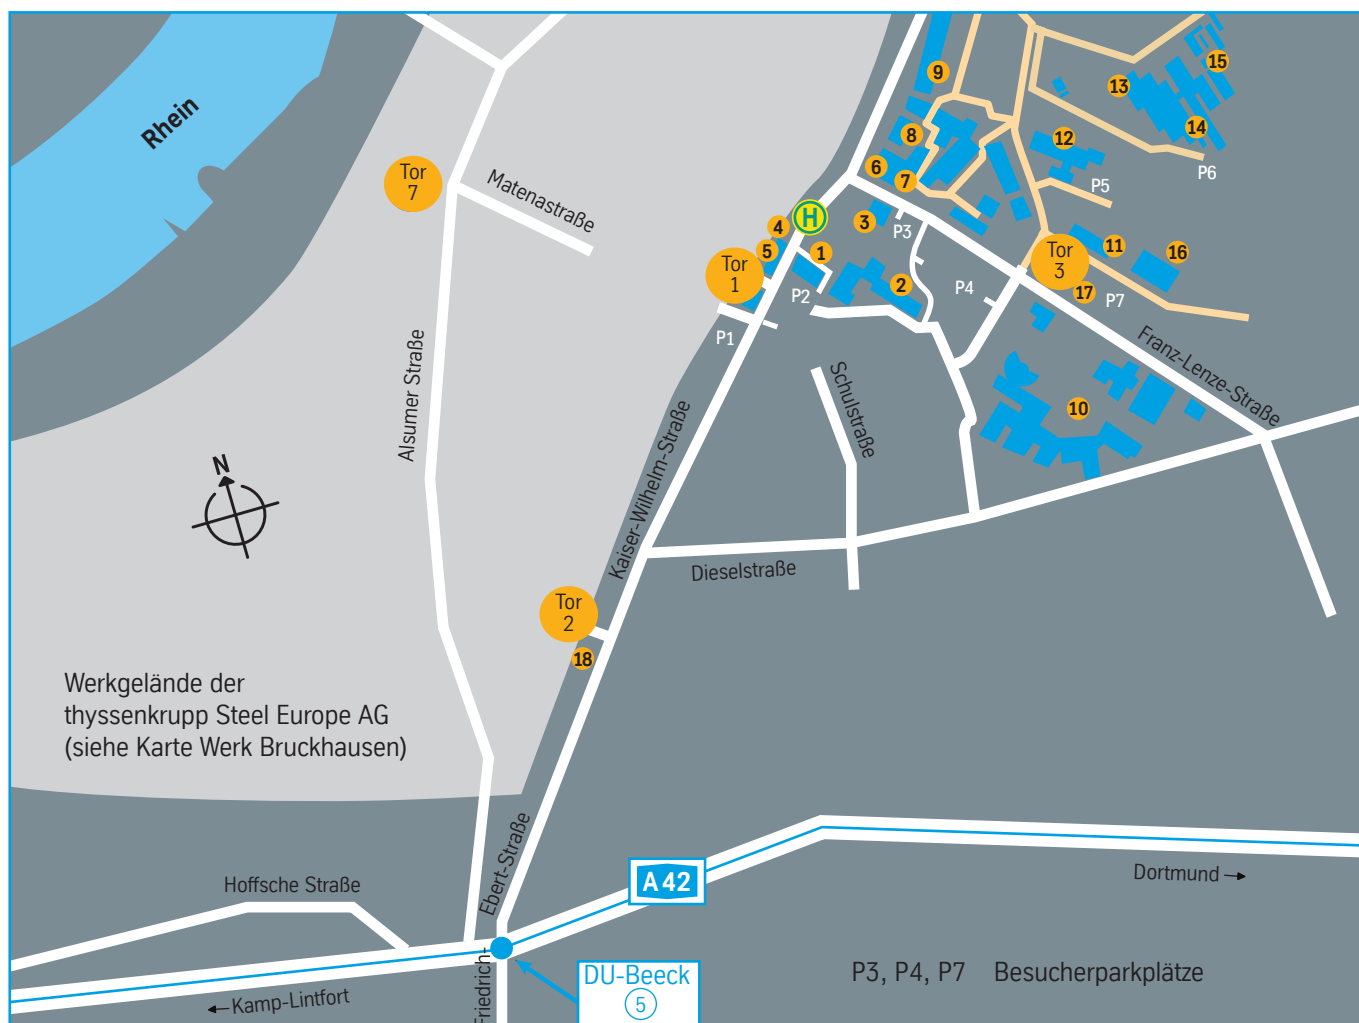 9
15
13
14
12
8
P6
6
7
P5
Rhein
Tor
7
Matenastraße
H
4
3
P3
5
1
11
16
Tor
1
Tor
3
2
P4
17
P7
P2
P1
Franz-Lenze-Straße
Alsumer Straße
Schulstraße
10
Kaiser-Wilhelm-Straße
N
Dieselstraße
Tor
2
18
Werkgelände der
thyssenkrupp Steel Europe AG
(siehe Karte Werk Bruckhausen)
Friedrich-
Ebert-Straße
Hoffsche Straße
A 42
Dortmund →
DU-Beeck
5
P3, P4, P7 Besucherparkplätze
← Kamp-Lintfort